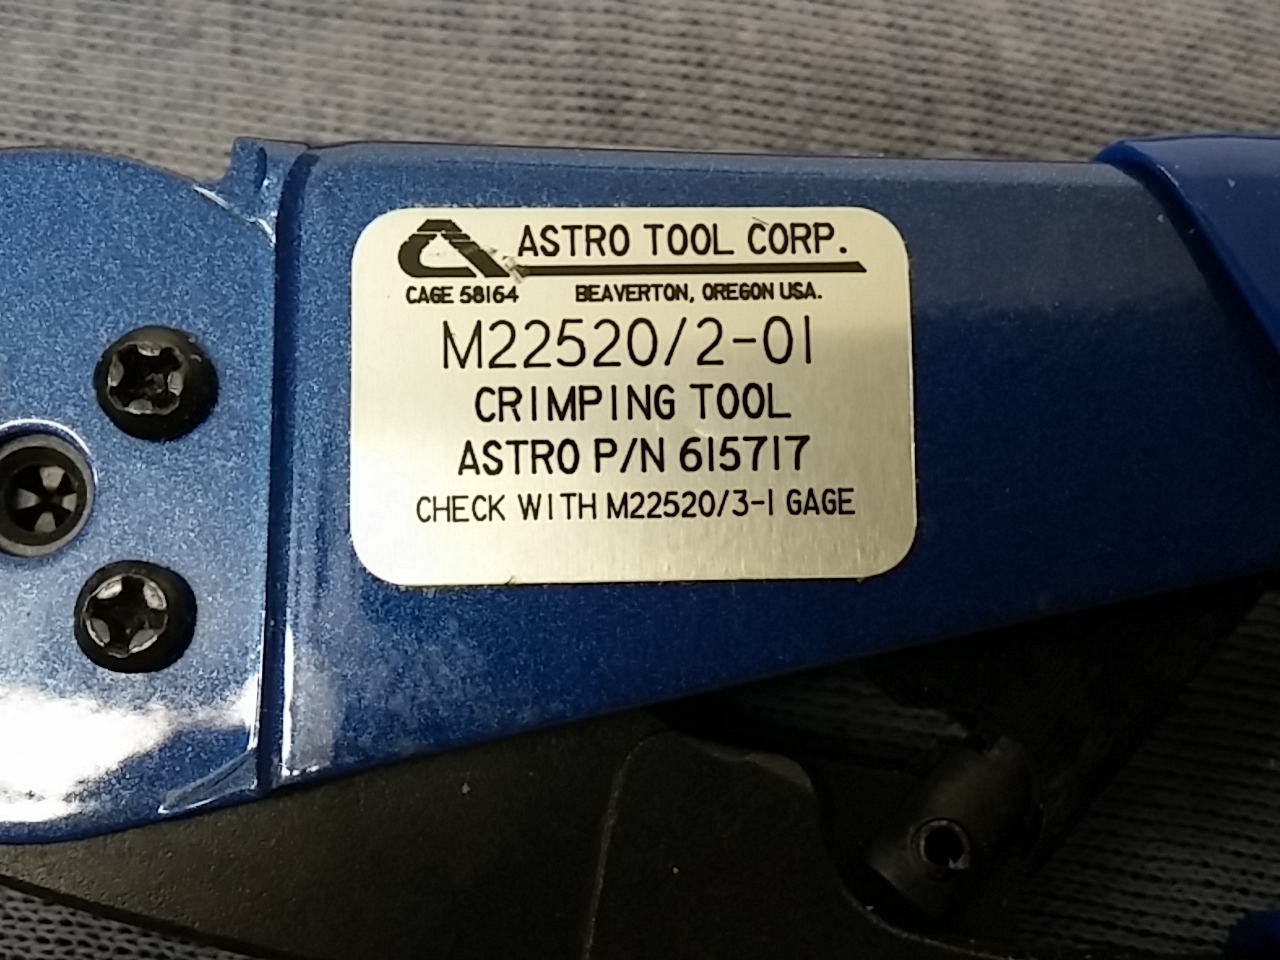 ASTRO TOOL CORP.
CAGE 58164 BEAVERTON, OREGON USA.
M22520/2-01
CRIMPING TOOL
ASTRO P/N 615717
CHECK WITH M22520/3-1 GAGE